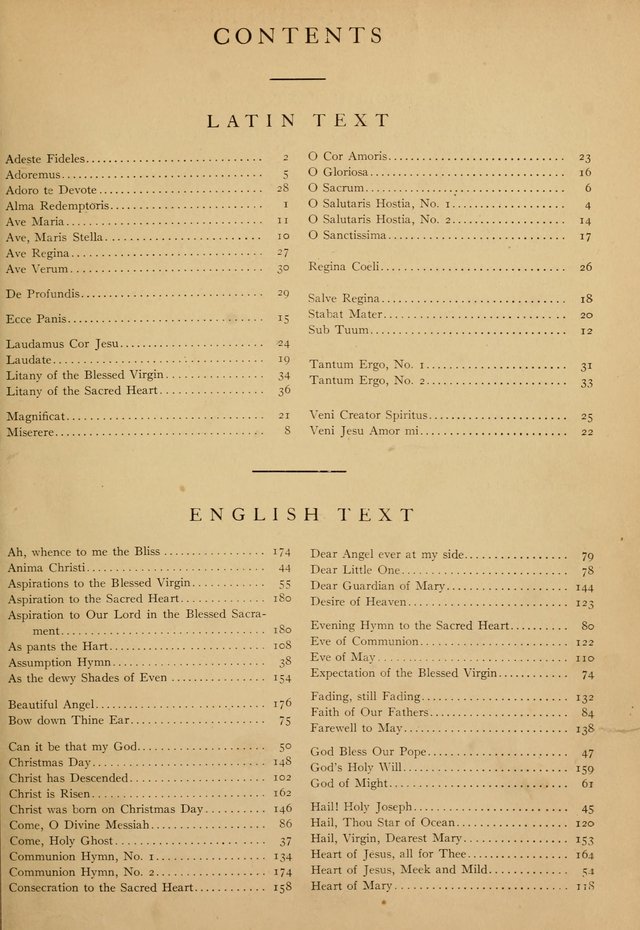 CONTENTS
LATIN TEXT
Adeste Fideles............................ 2
Adoremus................................ 5
Adoro te Devote.......................... 28
Alma Redemptoris........................ 1
Ave Maria............................... 11
Ave, Maris Stella......................... 10
Ave Regina.............................. 27
Ave Verum............................... 30
De Profundis............................. 29
Ecce Panis............................... 15
Laudamus Cor Jesu....................... 24
Laudate................................. 19
Litany of the Blessed Virgin................ 34
Litany of the Sacred Heart................. 36
Magnificat............................... 21
Miserere................................. 8
O Cor Amoris............................ 23
O Gloriosa............................... 16
O Sacrum................................ 6
O Salutaris Hostia, No. 1.................. 4
O Salutaris Hostia, No. 2.................. 14
O Sanctissima............................ 17
Regina Coeli............................. 26
Salve Regina............................. 18
Stabat Mater............................. 20
Sub Tuum............................... 12
Tantum Ergo, No. 1...................... 31
Tantum Ergo, No. 2...................... 33
Veni Creator Spiritus...................... 25
Veni Jesu Amor mi....................... 22
ENGLISH TEXT
Ah, whence to me the Bliss ................ 174
Anima Christi............................ 44
Aspirations to the Blessed Virgin............ 55
Aspiration to the Sacred Heart.............. 180
Aspiration to Our Lord in the Blessed Sacra-
ment................................ 180
As pants the Hart......................... 108
Assumption Hymn........................ 38
As the dewy Shades of Even ............... 154
Beautiful Angel........................... 176
Bow down Thine Ear...................... 75
Can it be that my God..................... 50
Christmas Day............................ 148
Christ has Descended...................... 102
Christ is Risen............................ 162
Christ was born on Christmas Day.......... 146
Come, O Divine Messiah................... 86
Come, Holy Ghost........................ 37
Communion Hymn, No. 1.................. 134
Communion Hymn, No. 2.................. 174
Consecration to the Sacred Heart............ 158
Dear Angel ever at my side................. 79
Dear Little One........................... 78
Dear Guardian of Mary.................... 144
Desire of Heaven.......................... 123
Evening Hymn to the Sacred Heart......... 80
Eve of Communion........................ 122
Eve of May.............................. 110
Expectation of the Blessed Virgin........... 74
Fading, still Fading....................... 132
Faith of Our Fathers...................... 84
Farewell to May.......................... 138
God Bless Our Pope...................... 47
God's Holy Will.......................... 159
God of Might............................ 61
Hail! Holy Joseph......................... 45
Hail, Thou Star of Ocean.................. 120
Hail, Virgin, Dearest Mary................. 153
Heart of Jesus, all for Thee................. 164
Heart of Jesus, Meek and Mild.............. 54
Heart of Mary............................ 118